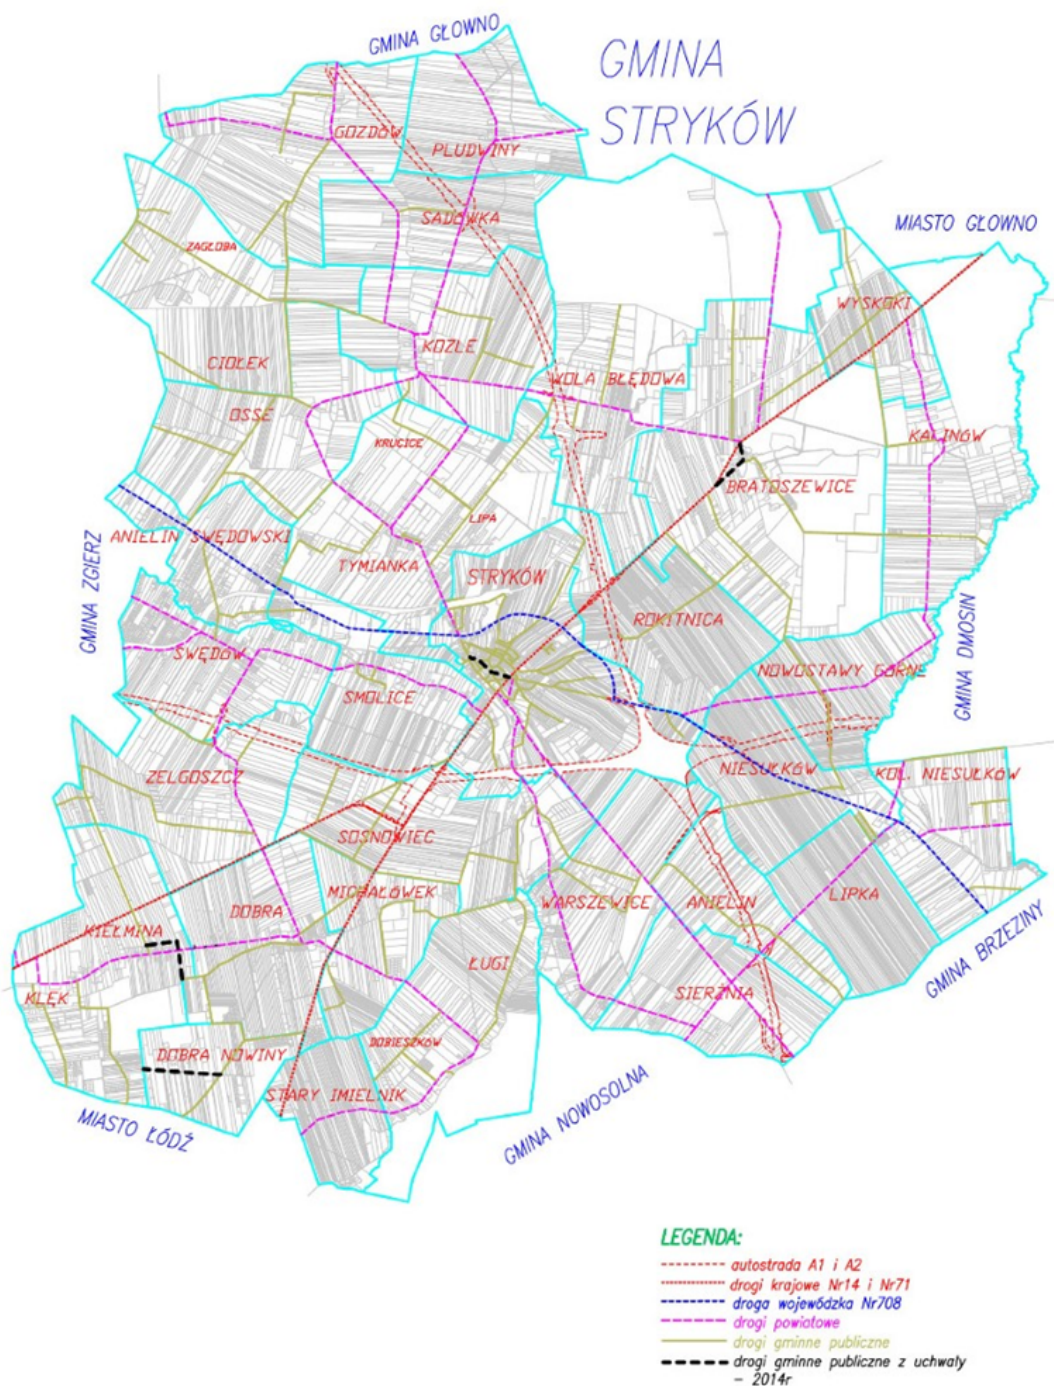 GMINA GŁOWNO
GMINA
STRYKÓW
GOZDÓW
PLUDWINY
SADÓWKA
MIASTO GŁOWNO
ZAGŁOBA
WYSKOKI
KOZLE
CIOŁEK
WOLA BŁĘDOWA
OSSE
KRUCICE
KALINÓW
BRATOSZEWICE
LIPA
ANIELIN SWĘDOWSKI
TYMIANKA
STRYKÓW
GMINA ZGIERZ
ROKITNICA
GMINA DMOSIN
SWĘDÓW
SMOLICE
NOWOSTAWY GÓRNE
ZELGOSZCZ
NIESUŁKÓW
KOL. NIESUŁKÓW
SOSNOWIEC
MICHAŁÓWEK
DOBRA
WARSZEWICE
ANIELIN
LIPKA
KIEŁMINA
ŁUGI
GMINA BRZEZINY
KLĘK
SIERZNIA
DOBIESZKÓW
DOBRA NOWINY
STARY IMIELNIK
MIASTO ŁÓDŹ
GMINA NOWOSOLNA
LEGENDA:
autostrada A1 i A2
drogi krajowe Nr14 i Nr71
droga wojewódzka Nr708
drogi powiatowe
drogi gminne publiczne
drogi gminne publiczne z uchwały
– 2014r